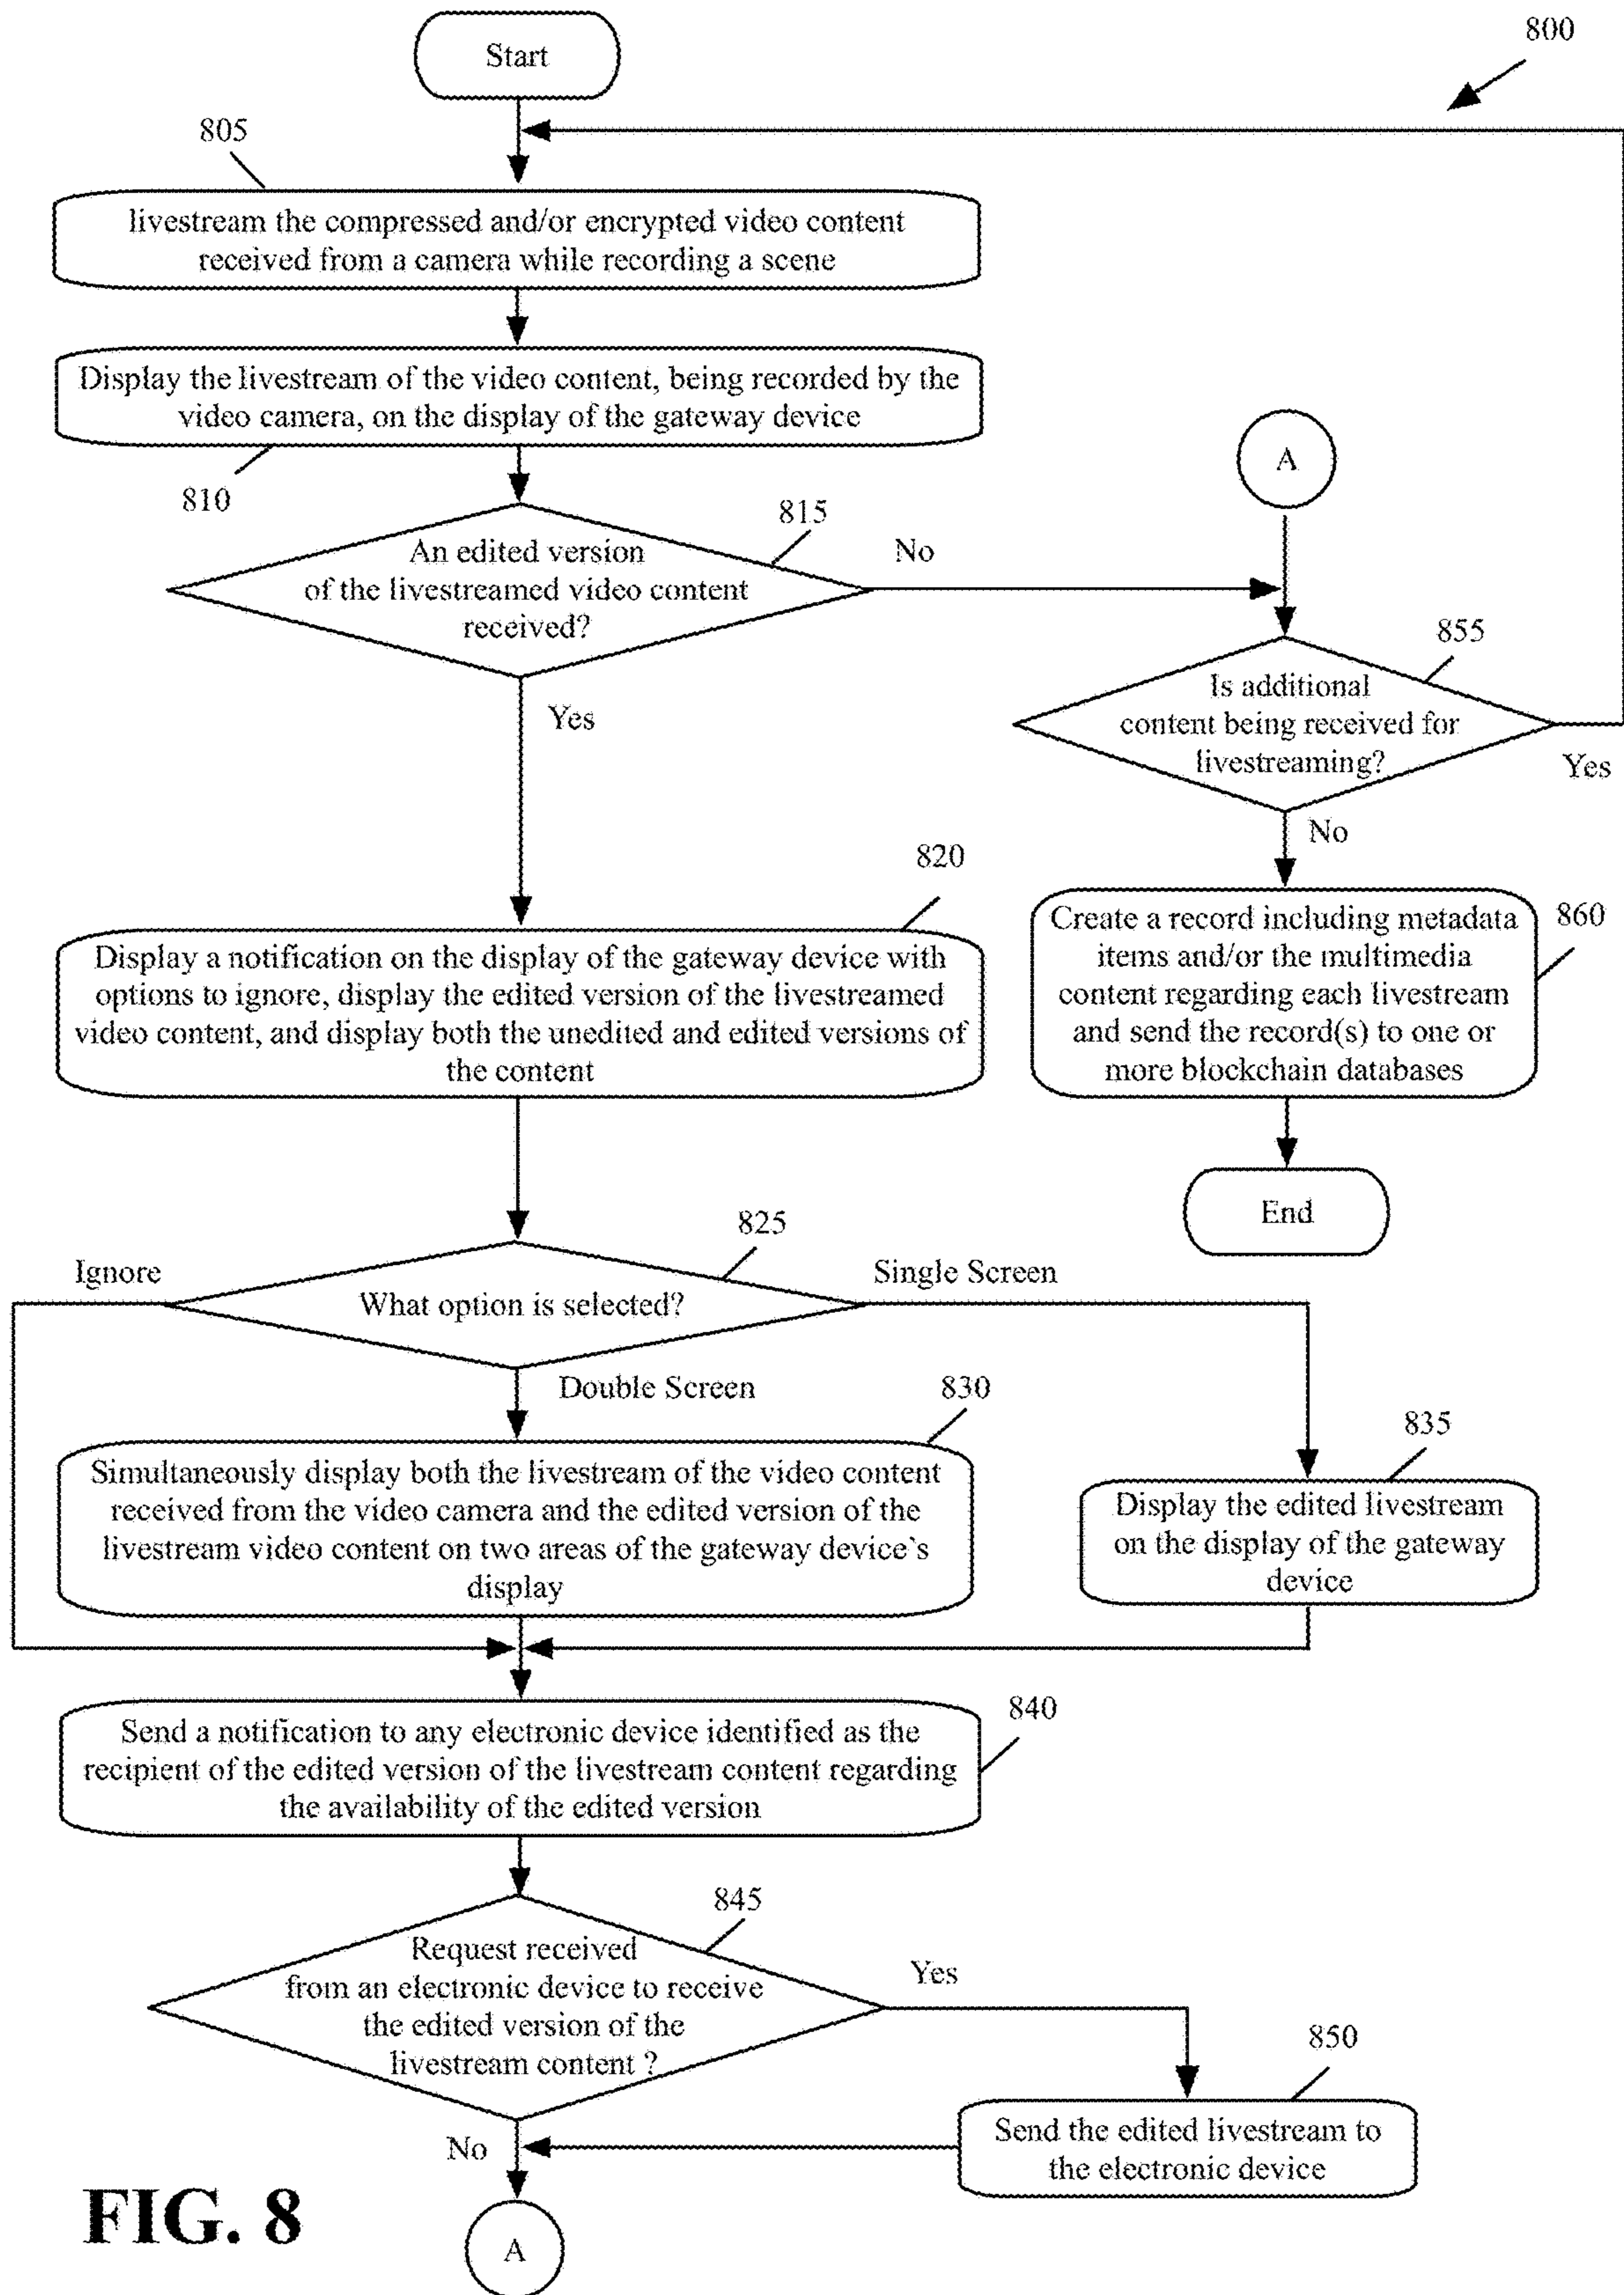 Start
800
805
livestream the compressed and/or encrypted video content
received from a camera while recording a scene
Display the livestream of the video content, being recorded by the
video camera, on the display of the gateway device
810
A
815
An edited version
of the livestreamed video content
received?
No
Yes
855
Is additional
content being received for
livestreaming?
Yes
No
820
Display a notification on the display of the gateway device with
options to ignore, display the edited version of the livestreamed
video content, and display both the unedited and edited versions of
the content
860
Create a record including metadata
items and/or the multimedia
content regarding each livestream
and send the record(s) to one or
more blockchain databases
End
825
Ignore
What option is selected?
Single Screen
Double Screen
830
Simultaneously display both the livestream of the video content
received from the video camera and the edited version of the
livestream video content on two areas of the gateway device's
display
835
Display the edited livestream
on the display of the gateway
device
840
Send a notification to any electronic device identified as the
recipient of the edited version of the livestream content regarding
the availability of the edited version
845
Request received
from an electronic device to receive
the edited version of the
livestream content ?
Yes
850
Send the edited livestream to
the electronic device
No
A
FIG. 8